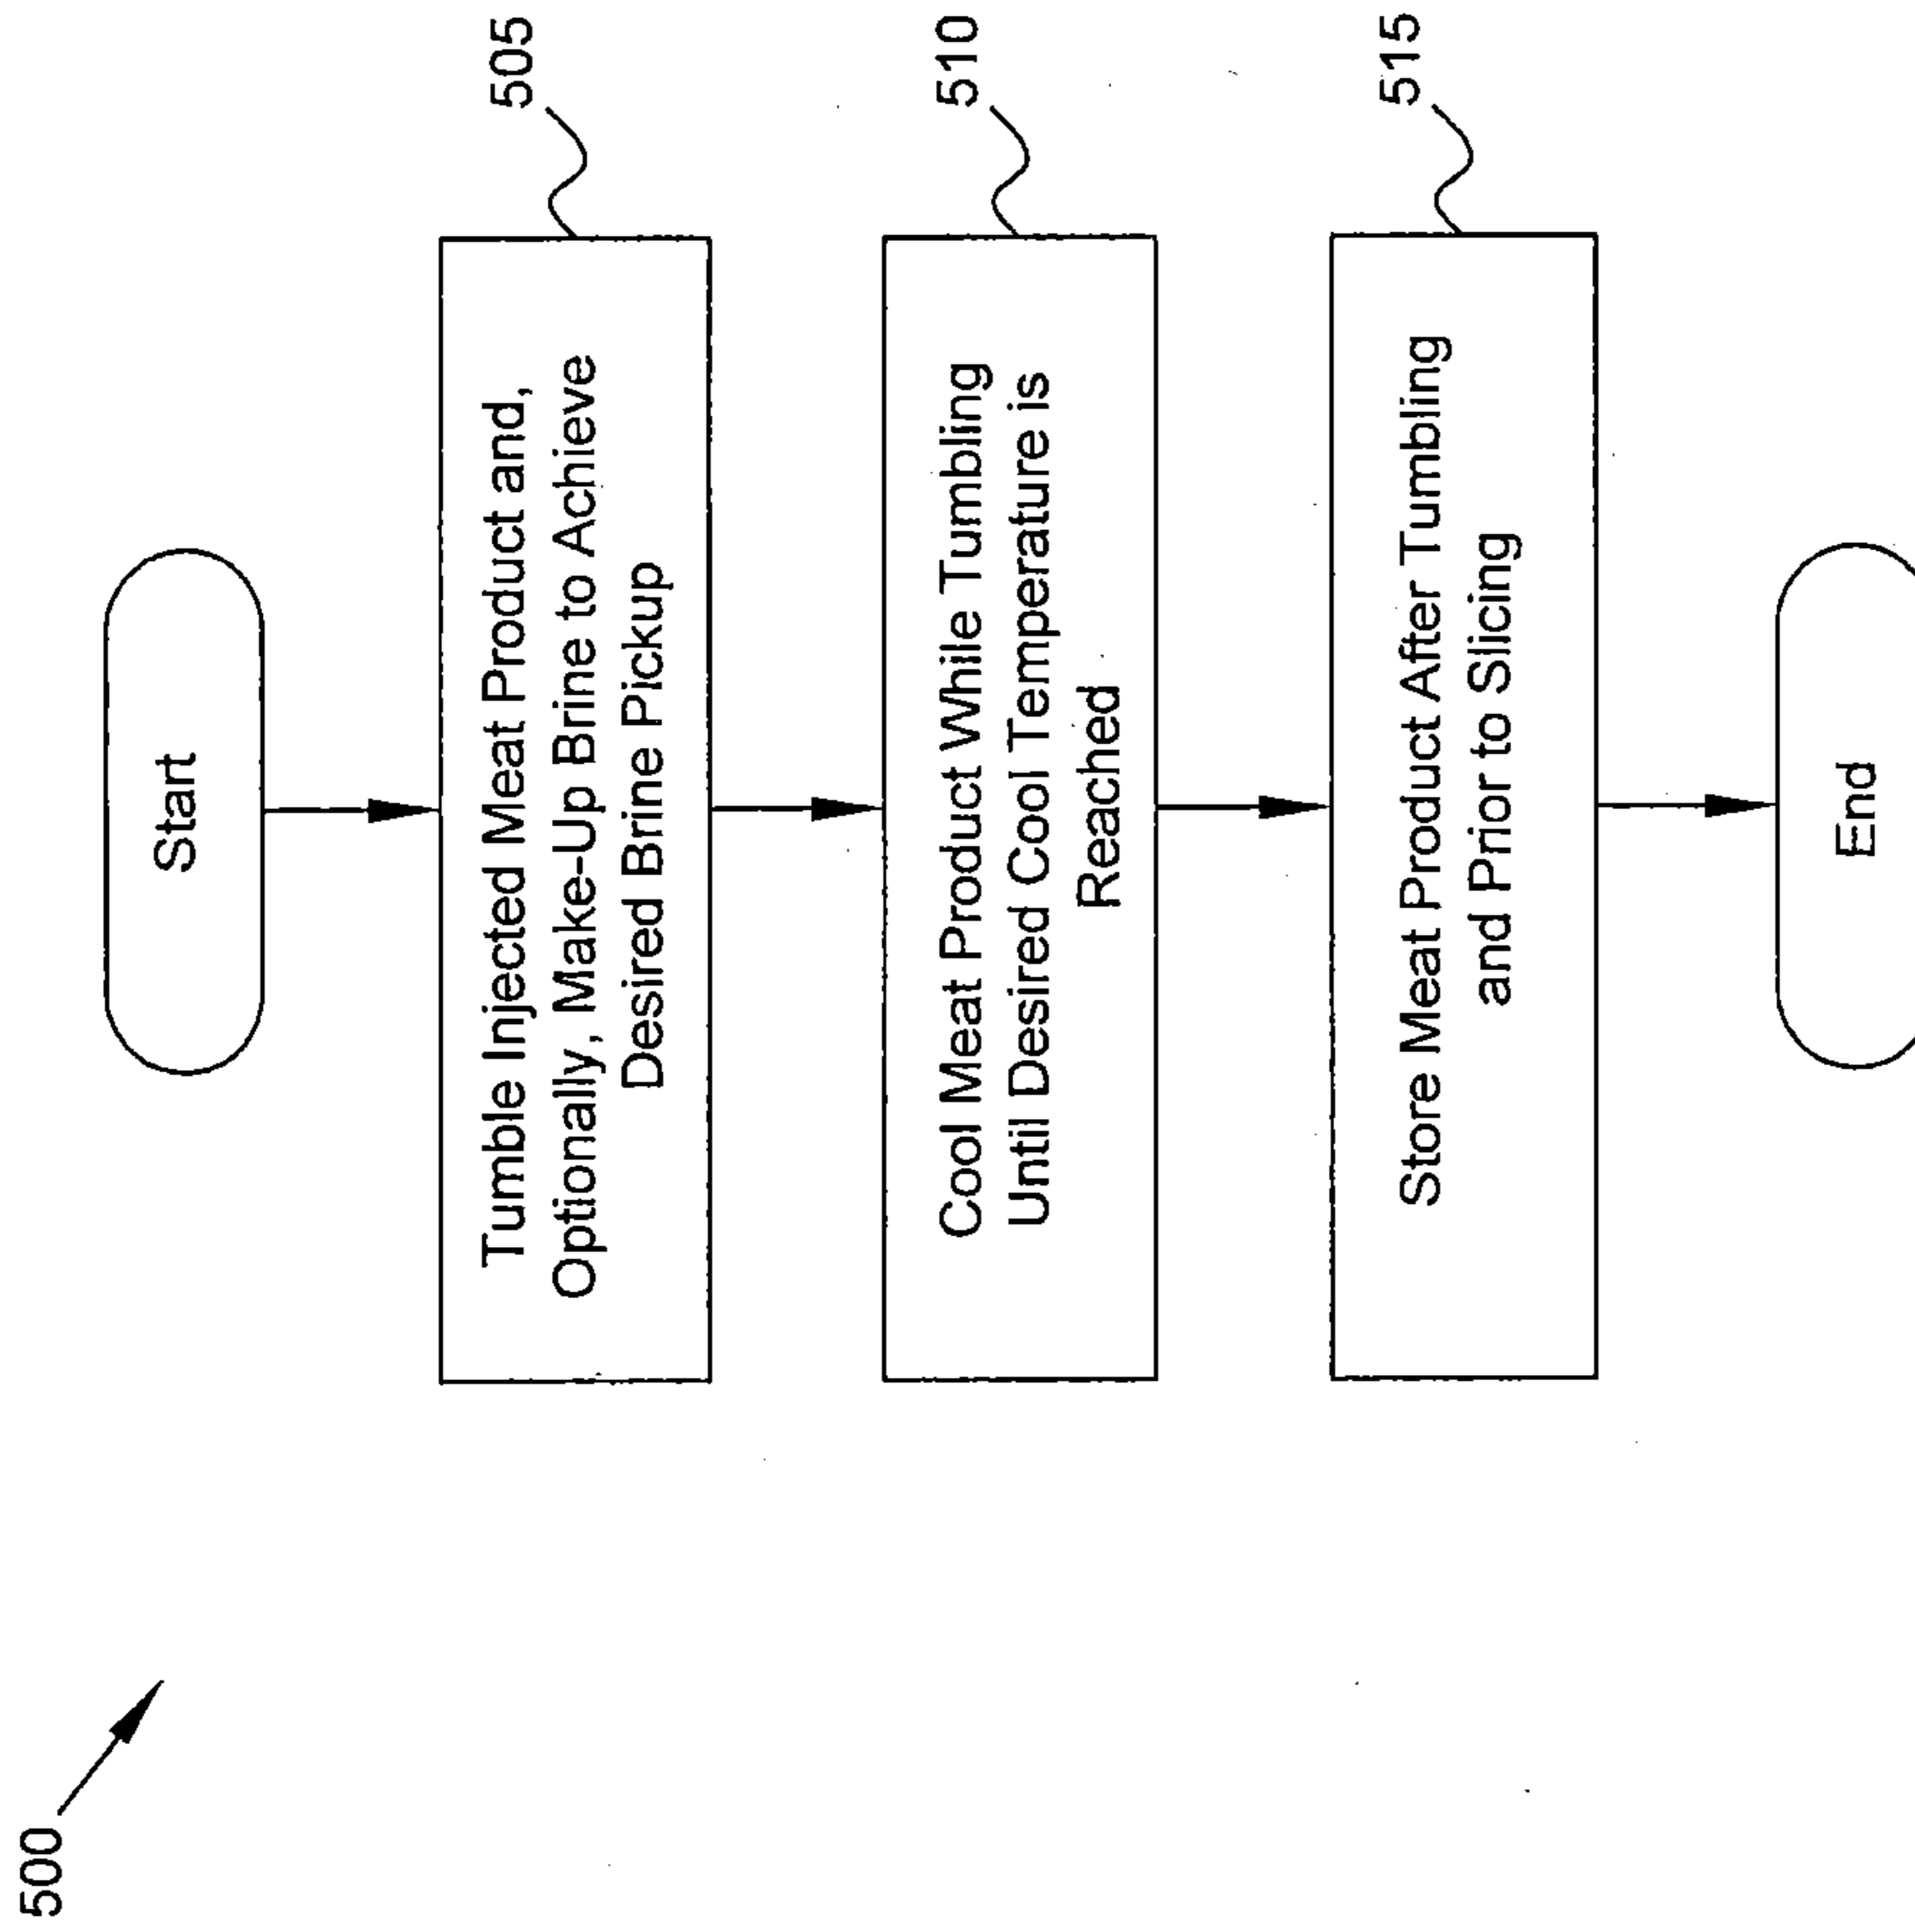 500
Start
Tumble Injected Meat Product and,
Optionally, Make-Up Brine to Achieve
Desired Brine Pickup
505
Cool Meat Product While Tumbling
Until Desired Cool Temperature is
Reached
510
Store Meat Product After Tumbling
and Prior to Slicing
515
End